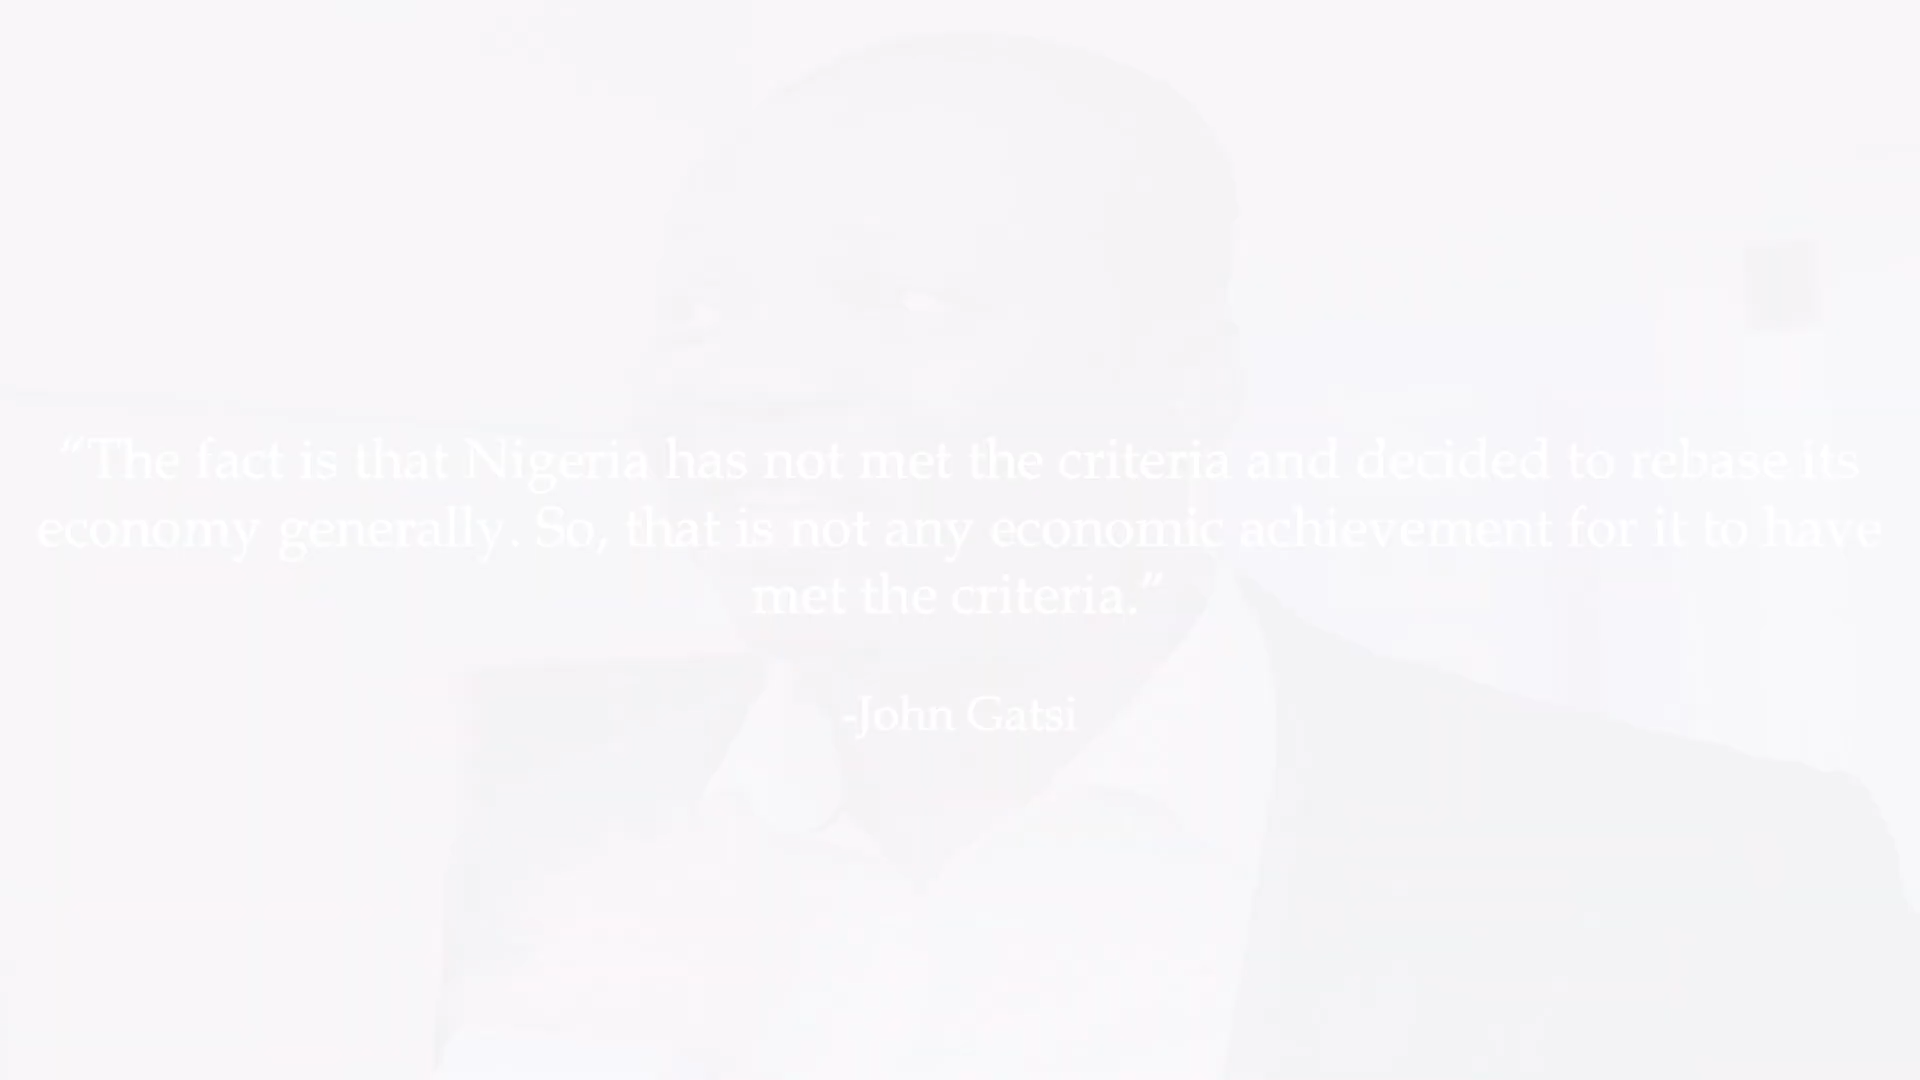 “The fact is that Nigeria has not met the criteria and decided to rebase its
economy generally. So, that is not any economic achievement for it to have
met the criteria.”
-John Gatsi